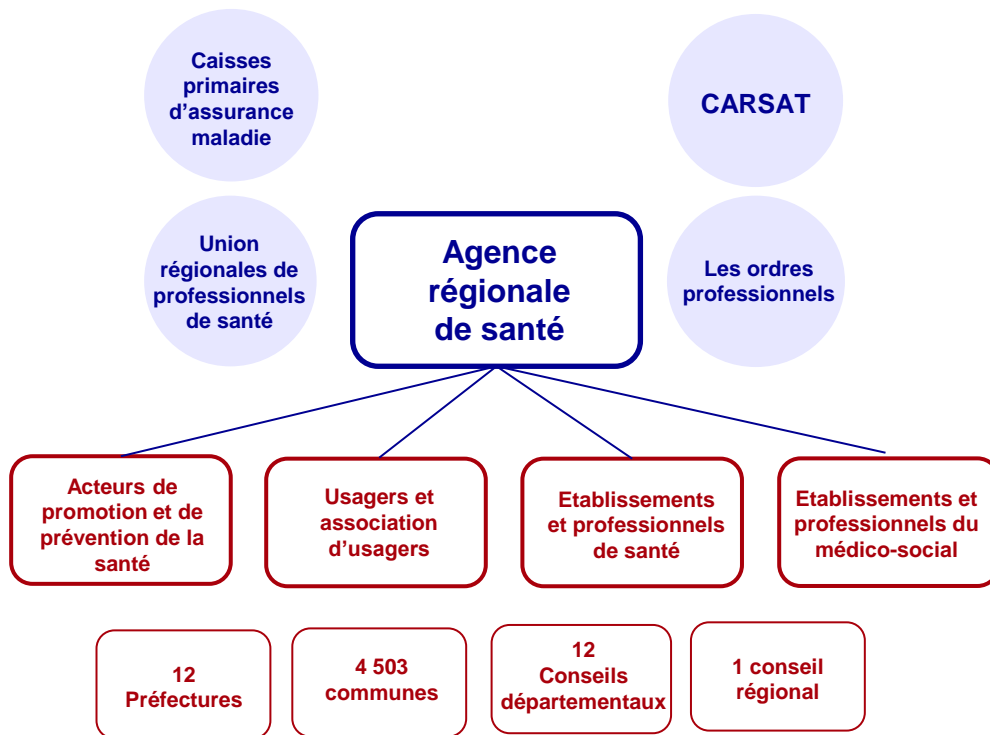 Caisses
primaires
d'assurance
maladie
CARSAT
Union
régionales de
professionnels
de santé
Agence
régionale
de santé
Les ordres
professionnels
Acteurs de
promotion et de
prévention de la
santé
Usagers et
association
d'usagers
Etablissements
et professionnels
de santé
Etablissements et
professionnels du
médico-social
12
Préfectures
4 503
communes
12
Conseils
départementaux
1 conseil
régional